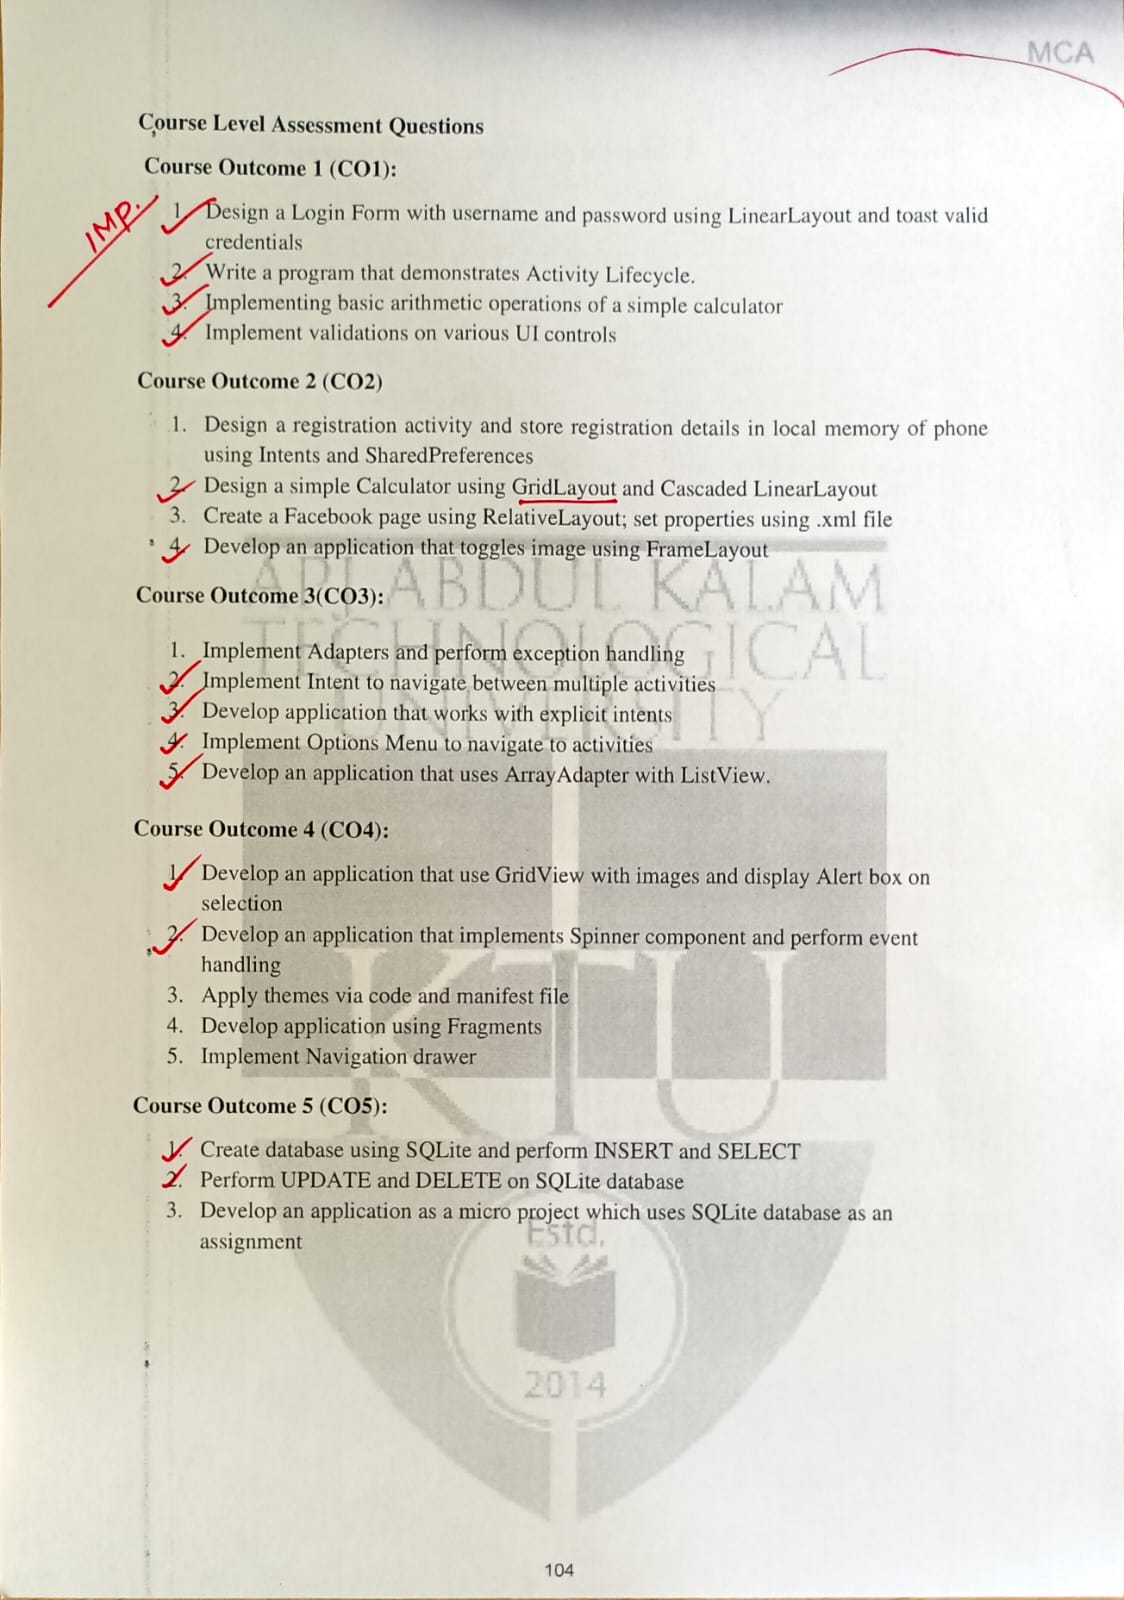 MCA
Course Level Assessment Questions
Course Outcome 1 (CO1):
IMP.
1. Design a Login Form with username and password using LinearLayout and toast valid
credentials
2. Write a program that demonstrates Activity Lifecycle.
3. Implementing basic arithmetic operations of a simple calculator
4. Implement validations on various UI controls
Course Outcome 2 (CO2)
1. Design a registration activity and store registration details in local memory of phone
using Intents and SharedPreferences
2. Design a simple Calculator using GridLayout and Cascaded LinearLayout
3. Create a Facebook page using RelativeLayout; set properties using .xml file
4. Develop an application that toggles image using FrameLayout
API ABDUL KALAM
TECHNOLOGICAL
UNIVERSITY
Course Outcome 3(CO3):
1. Implement Adapters and perform exception handling
2. Implement Intent to navigate between multiple activities
3. Develop application that works with explicit intents
4. Implement Options Menu to navigate to activities
5. Develop an application that uses ArrayAdapter with ListView.
Course Outcome 4 (CO4):
1. Develop an application that use GridView with images and display Alert box on
selection
2. Develop an application that implements Spinner component and perform event
handling
3. Apply themes via code and manifest file
4. Develop application using Fragments
5. Implement Navigation drawer
KTU
Course Outcome 5 (CO5):
1. Create database using SQLite and perform INSERT and SELECT
2. Perform UPDATE and DELETE on SQLite database
3. Develop an application as a micro project which uses SQLite database as an
assignment
Estd.
2014
104